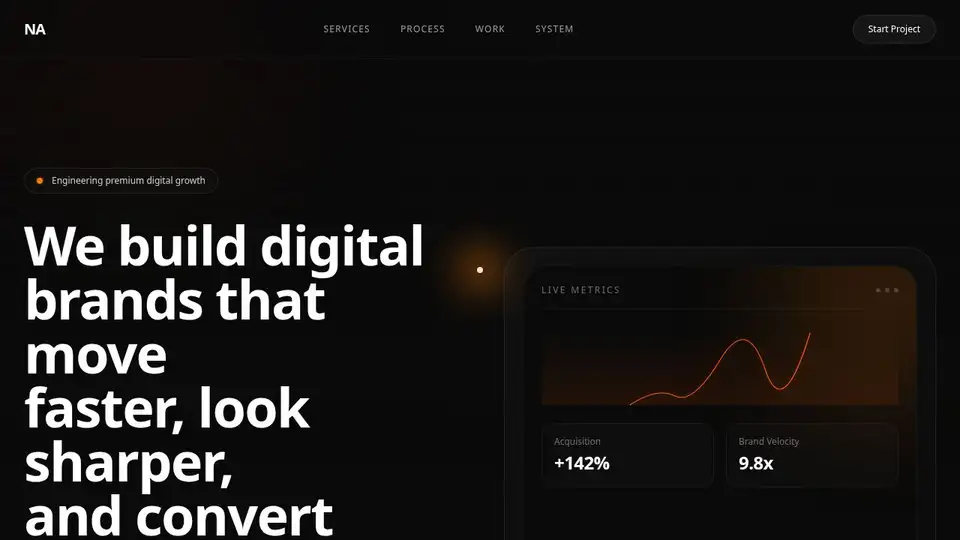 NA
SERVICES
PROCESS
WORK
SYSTEM
Start Project
Engineering premium digital growth
We build digital
brands that
move
faster, look
sharper,
and convert
LIVE METRICS
Acquisition
+142%
Brand Velocity
9.8x